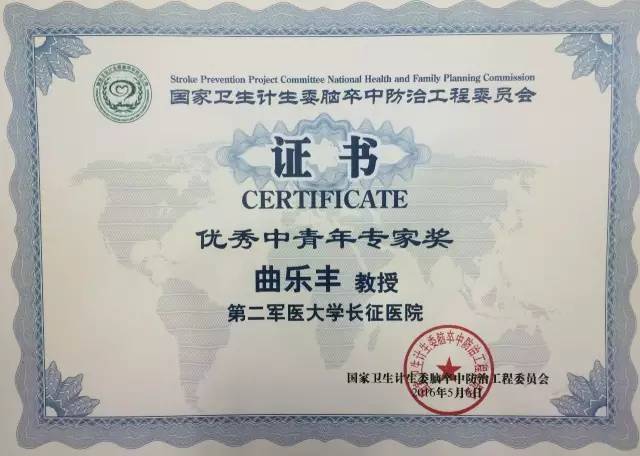 Stroke Prevention Project Committee National Health and Family Planning Commission
国家卫生计生委脑卒中防治工程委员会
证书
CERTIFICATE
优秀中青年专家奖
曲乐丰 教授
第二军医大学长征医院
国家卫生计生委脑卒中防治工程委员会
2016年5月6日